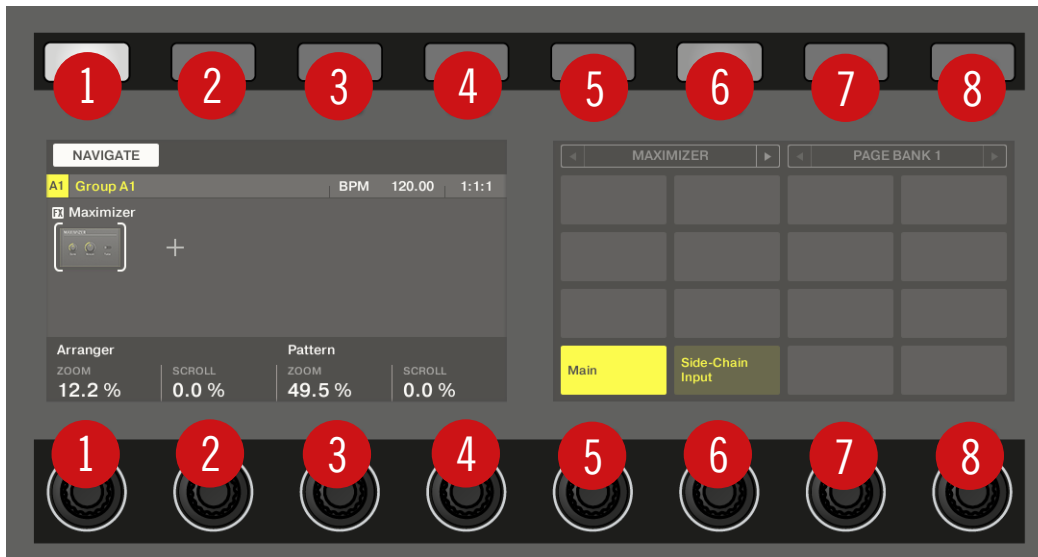 1 2 3 4 5 6 7 8
NAVIGATE
MAXIMIZER PAGE BANK 1
A1 Group A1 BPM 120.00 1:1:1
FX Maximizer
MAXIMIZER
+
Main
Side-Chain
Input
Arranger Pattern
ZOOM SCROLL ZOOM SCROLL
12.2 % 0.0 % 49.5 % 0.0 %
1 2 3 4 5 6 7 8